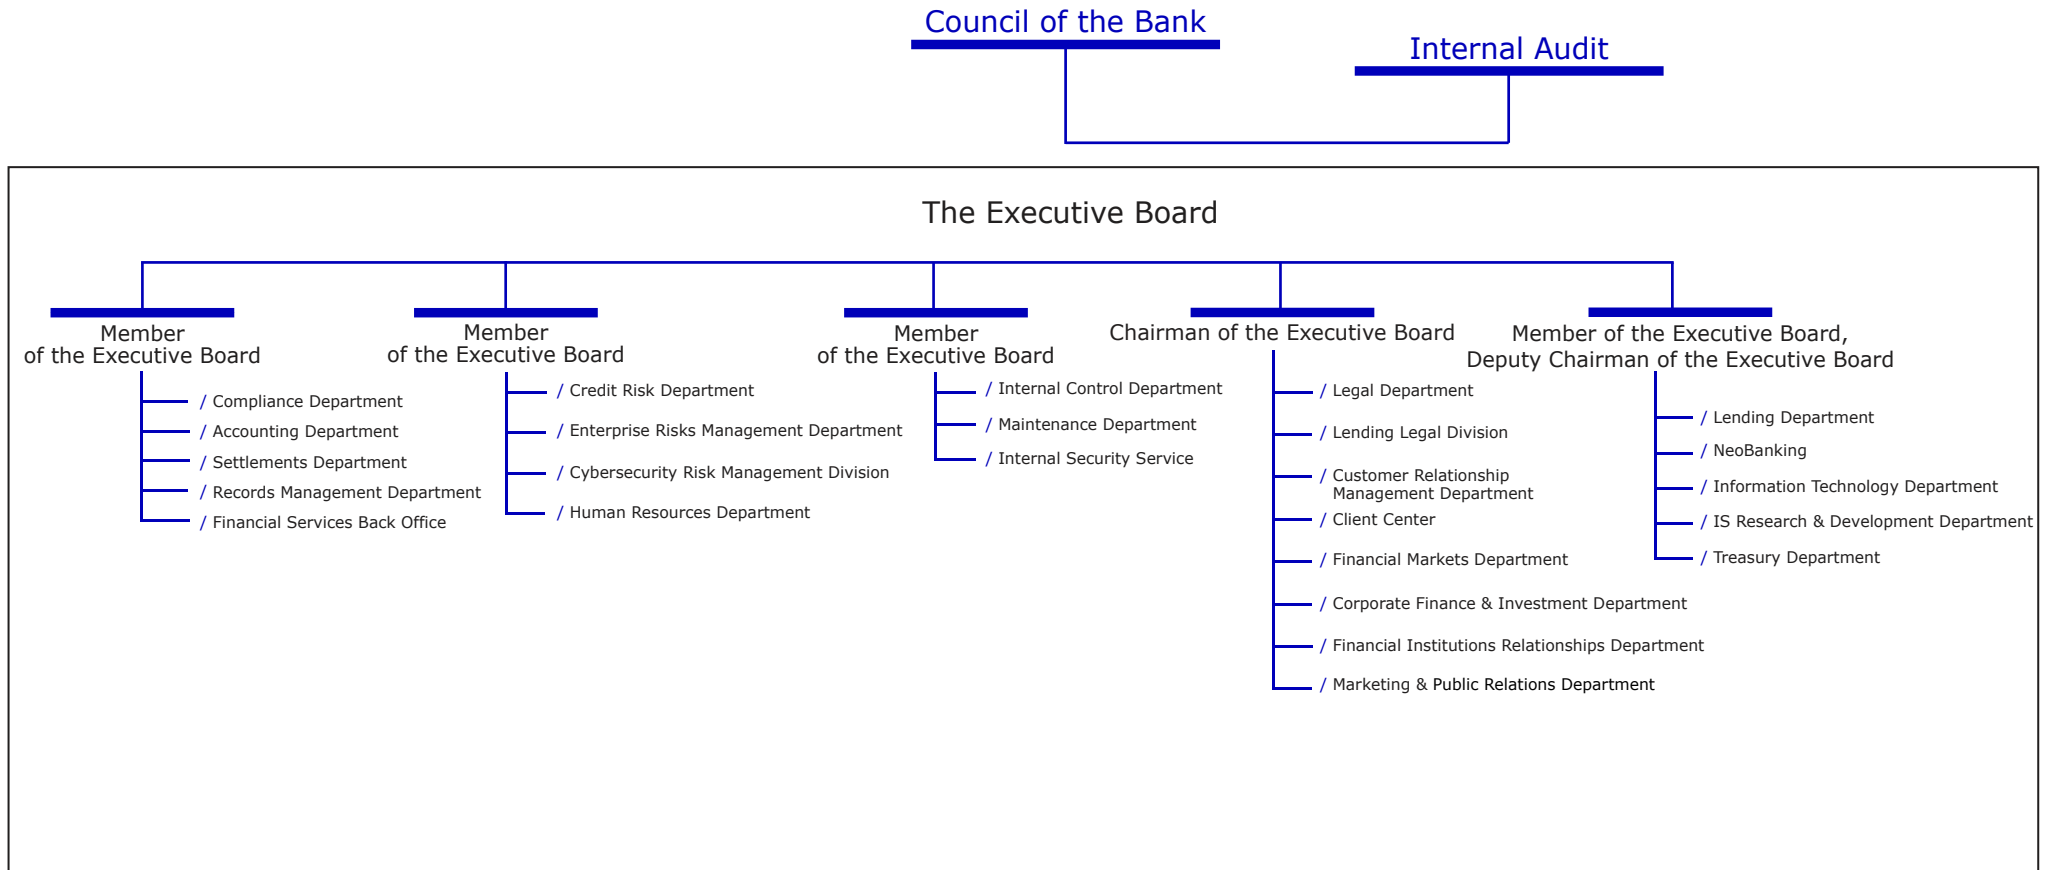 Council of the Bank
Internal Audit
The Executive Board
Member
of the Executive Board
/ Compliance Department
/ Accounting Department
/ Settlements Department
/ Records Management Department
/ Financial Services Back Office
Member
of the Executive Board
/ Credit Risk Department
/ Enterprise Risks Management Department
/ Cybersecurity Risk Management Division
/ Human Resources Department
Member
of the Executive Board
/ Internal Control Department
/ Maintenance Department
/ Internal Security Service
Chairman of the Executive Board
/ Legal Department
/ Lending Legal Division
/ Customer Relationship
Management Department
/ Client Center
/ Financial Markets Department
/ Corporate Finance & Investment Department
/ Financial Institutions Relationships Department
/ Marketing & Public Relations Department
Member of the Executive Board,
Deputy Chairman of the Executive Board
/ Lending Department
/ NeoBanking
/ Information Technology Department
/ IS Research & Development Department
/ Treasury Department